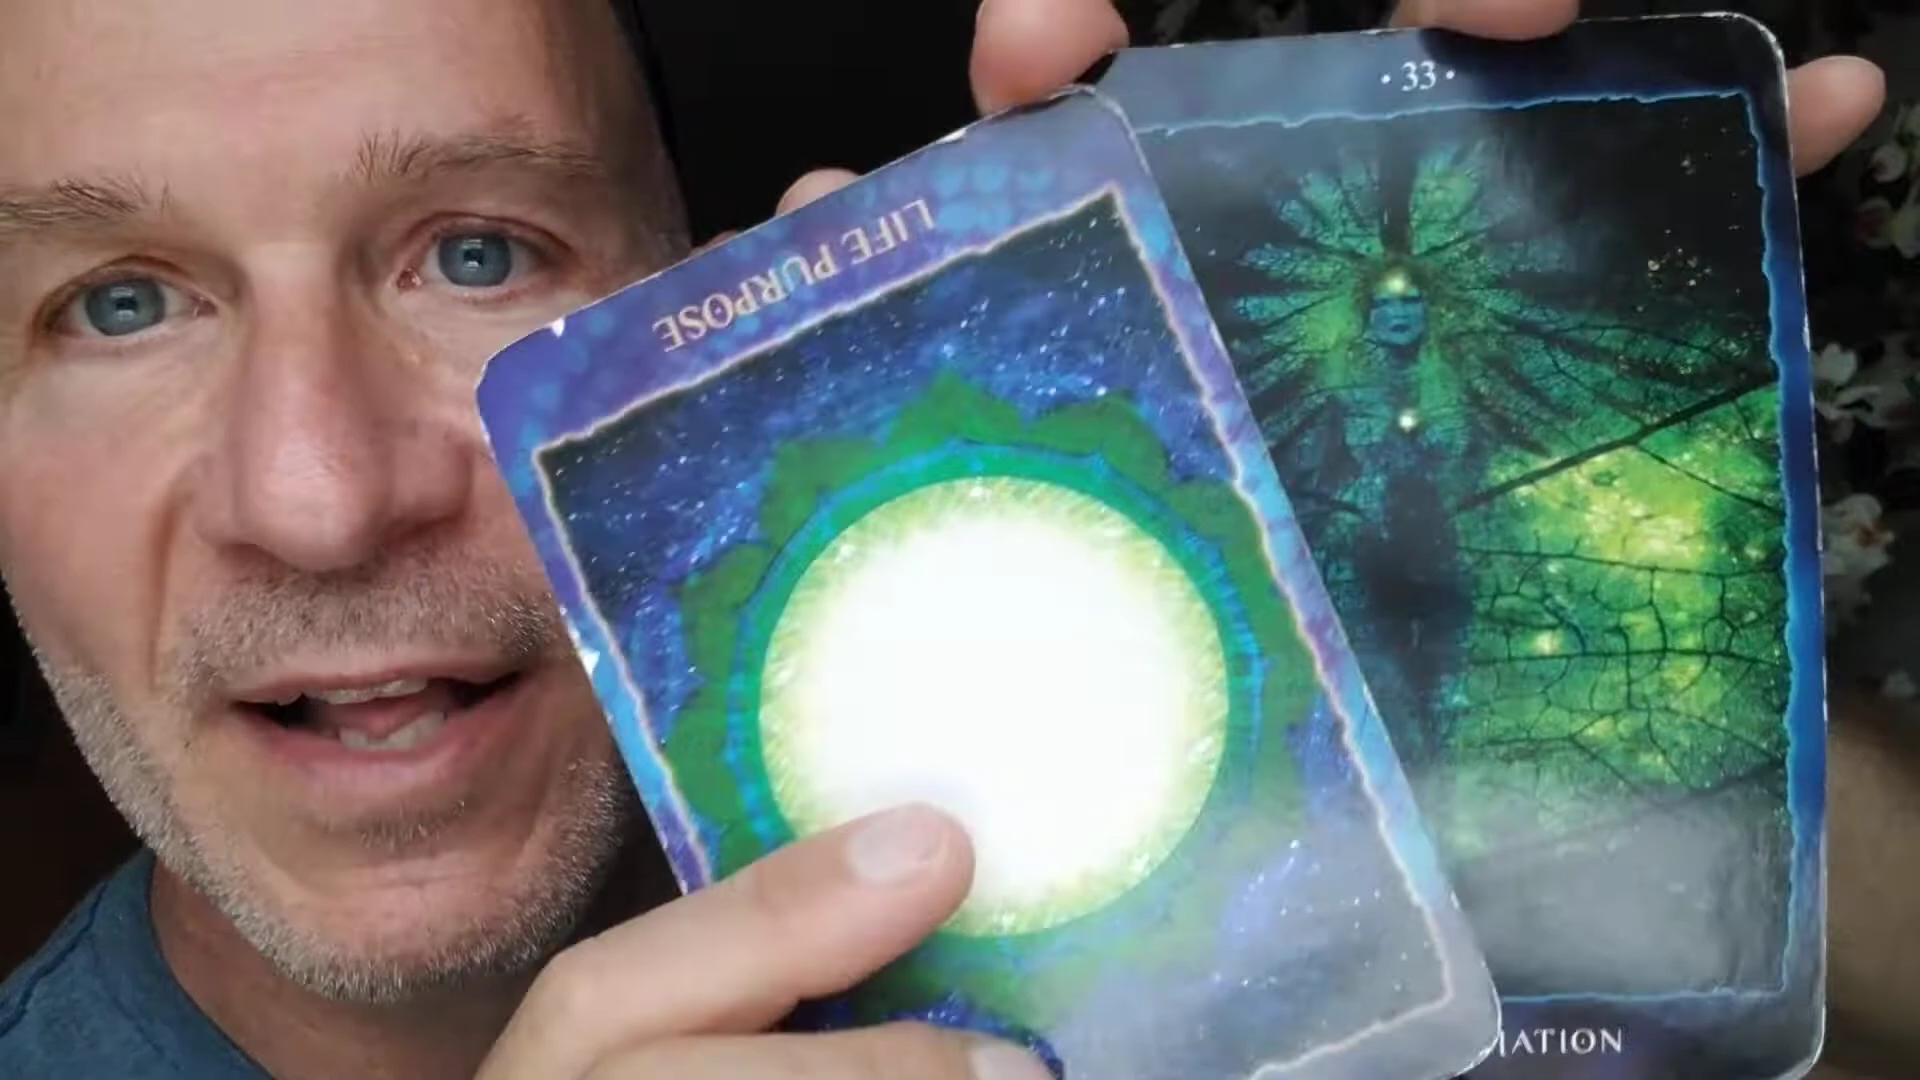 • 33 •
LIFE PURPOSE
MATION